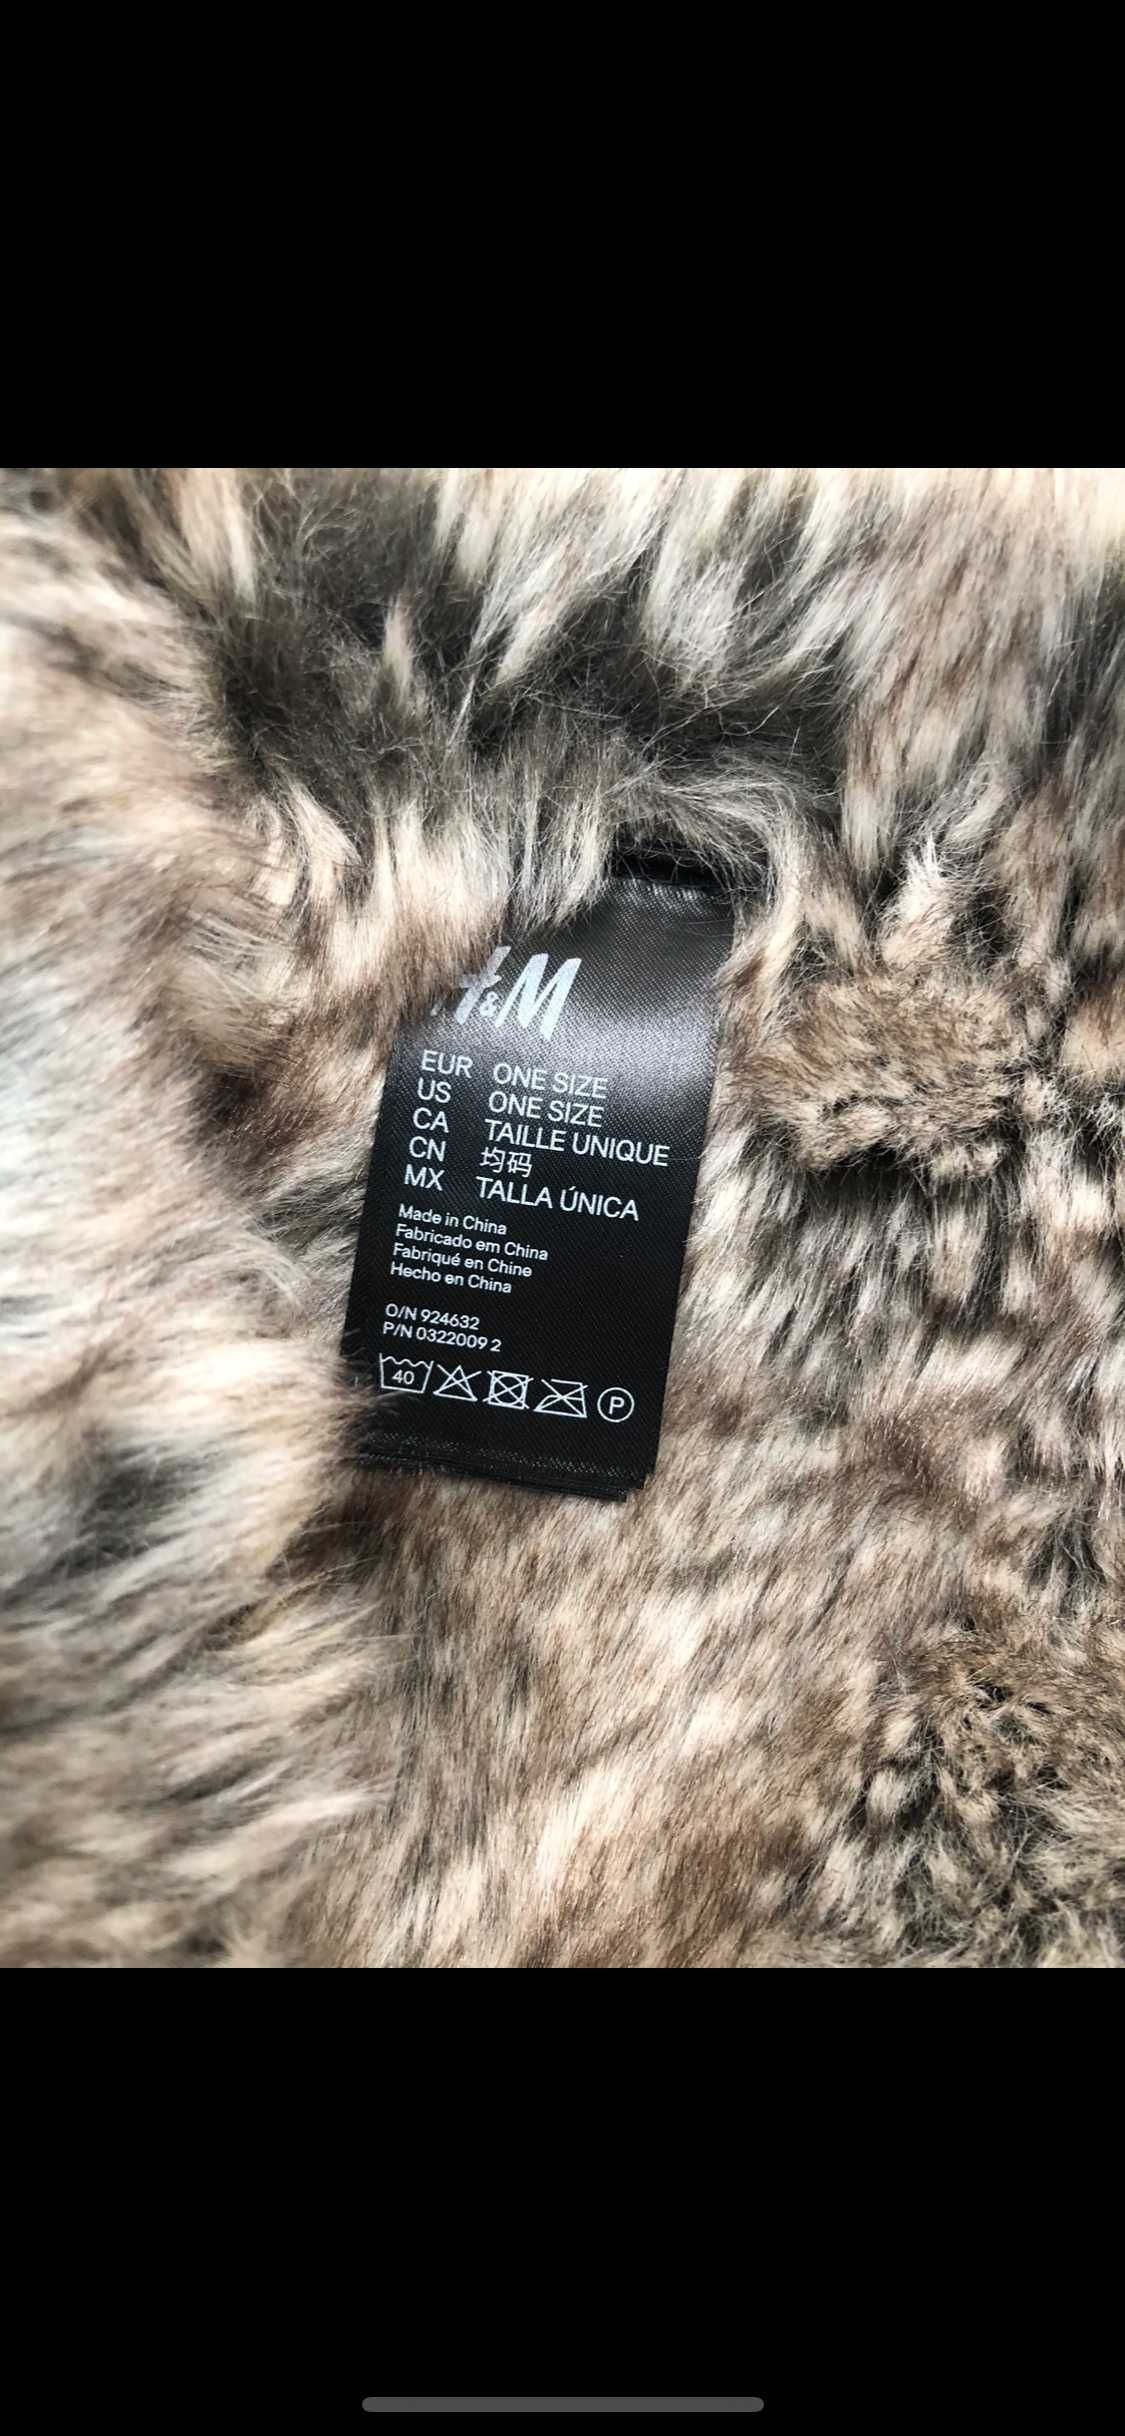 H&M
EUR ONE SIZE
US ONE SIZE
CA TAILLE UNIQUE
CN 均码
MX TALLA ÚNICA
Made in China
Fabricado em China
Fabriqué en Chine
Hecho en China
O/N 924632
P/N 0322009 2
40 P